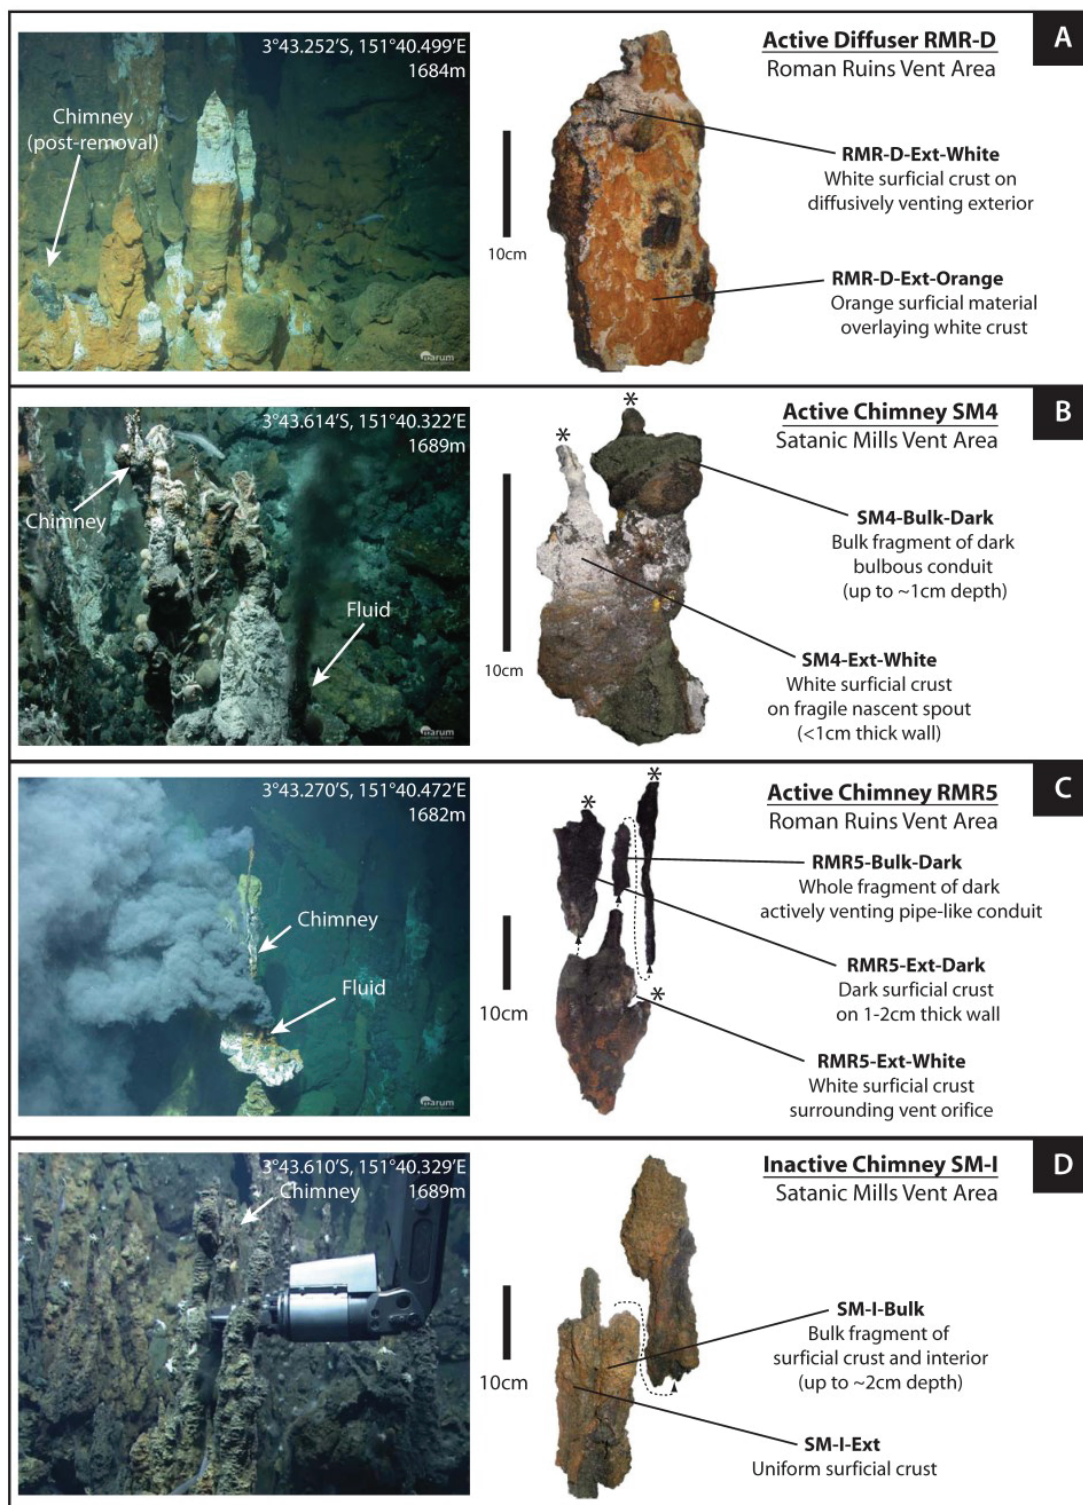 3°43.252'S, 151°40.499'E
1684m
Chimney
(post-removal)
marum
10cm
Active Diffuser RMR-D
Roman Ruins Vent Area
A
RMR-D-Ext-White
White surficial crust on
diffusively venting exterior
RMR-D-Ext-Orange
Orange surficial material
overlaying white crust
3°43.614'S, 151°40.322'E
1689m
Chimney
Fluid
marum
10cm
*
*
Active Chimney SM4
Satanic Mills Vent Area
B
SM4-Bulk-Dark
Bulk fragment of dark
bulbous conduit
(up to ~1cm depth)
SM4-Ext-White
White surficial crust
on fragile nascent spout
(<1cm thick wall)
3°43.270'S, 151°40.472'E
1682m
Chimney
Fluid
marum
10cm
*
*
*
Active Chimney RMR5
Roman Ruins Vent Area
C
RMR5-Bulk-Dark
Whole fragment of dark
actively venting pipe-like conduit
RMR5-Ext-Dark
Dark surficial crust
on 1-2cm thick wall
RMR5-Ext-White
White surficial crust
surrounding vent orifice
3°43.610'S, 151°40.329'E
1689m
Chimney
marum
10cm
Inactive Chimney SM-I
Satanic Mills Vent Area
D
SM-I-Bulk
Bulk fragment of
surficial crust and interior
(up to ~2cm depth)
SM-I-Ext
Uniform surficial crust